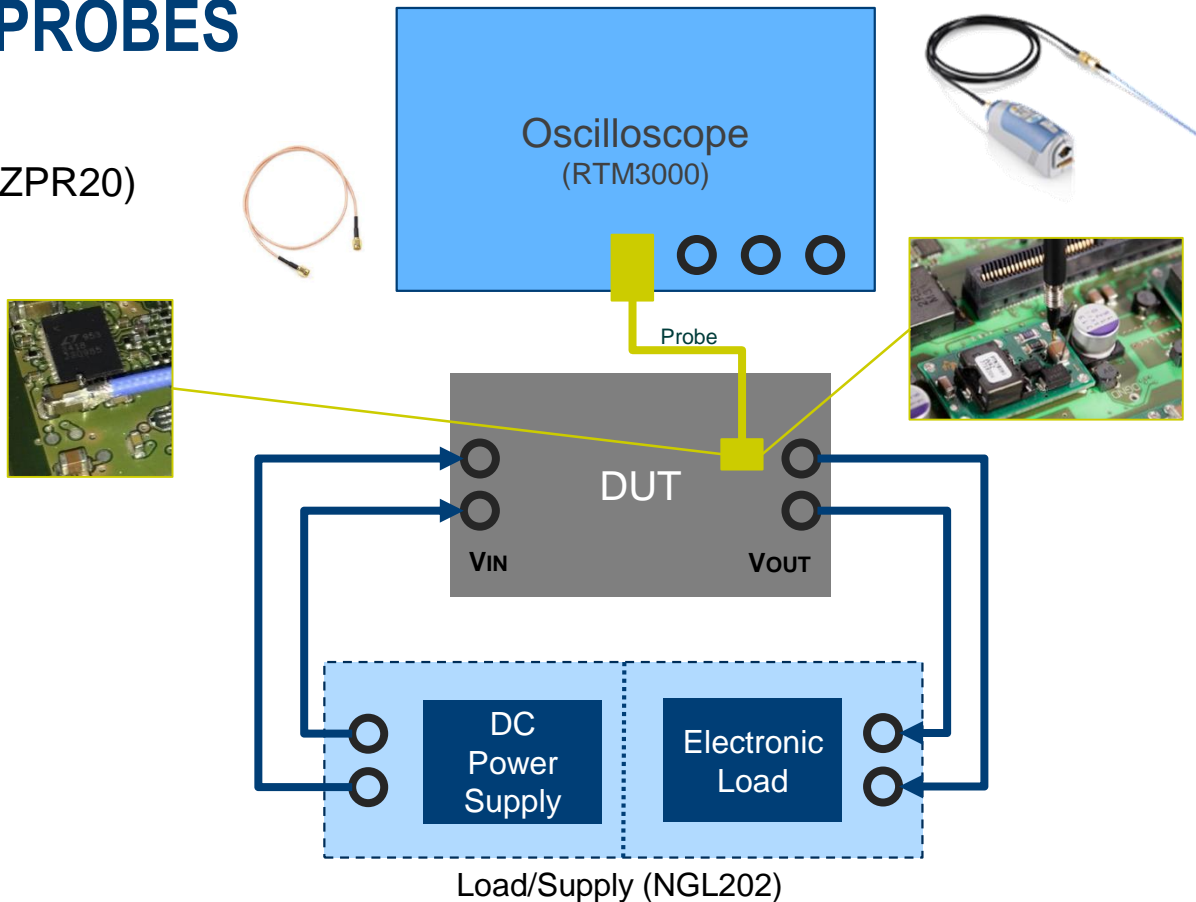 PROBES
ZPR20)
Oscilloscope
(RTM3000)
Probe
DUT
VIN
VOUT
DC
Power
Supply
Electronic
Load
Load/Supply (NGL202)